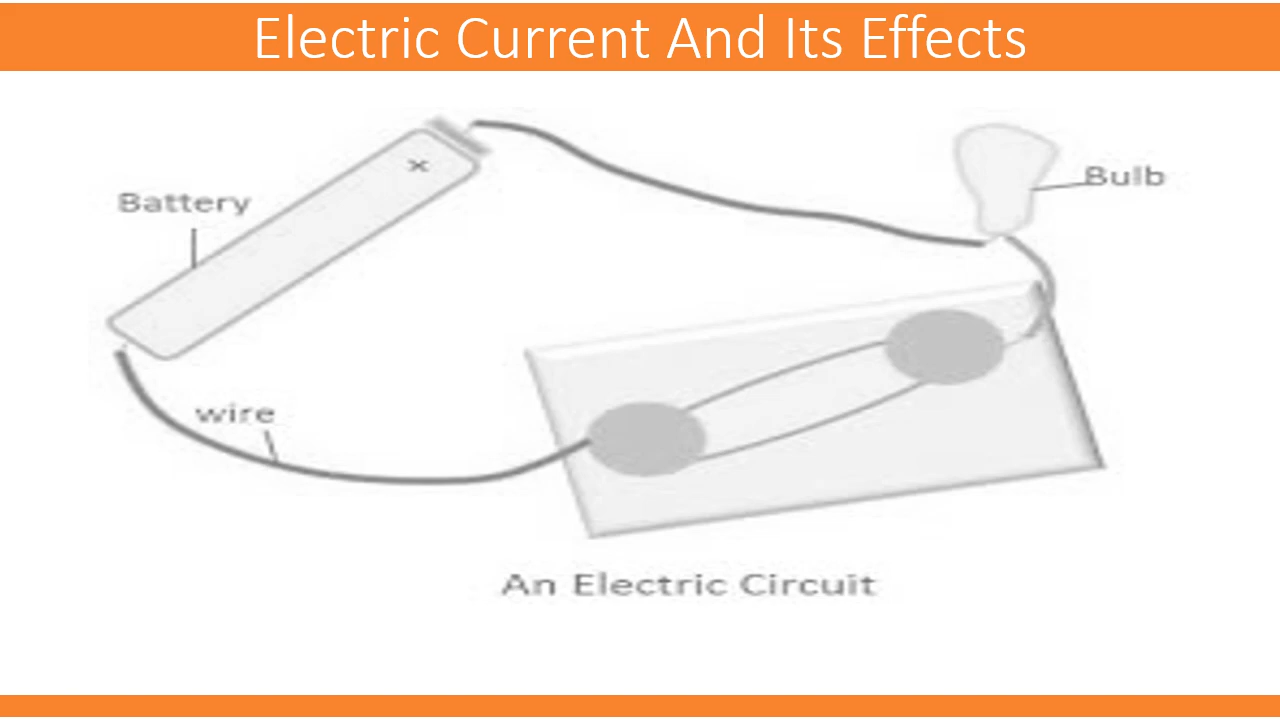 Electric Current And Its Effects
+
Battery
Bulb
wire
An Electric Circuit